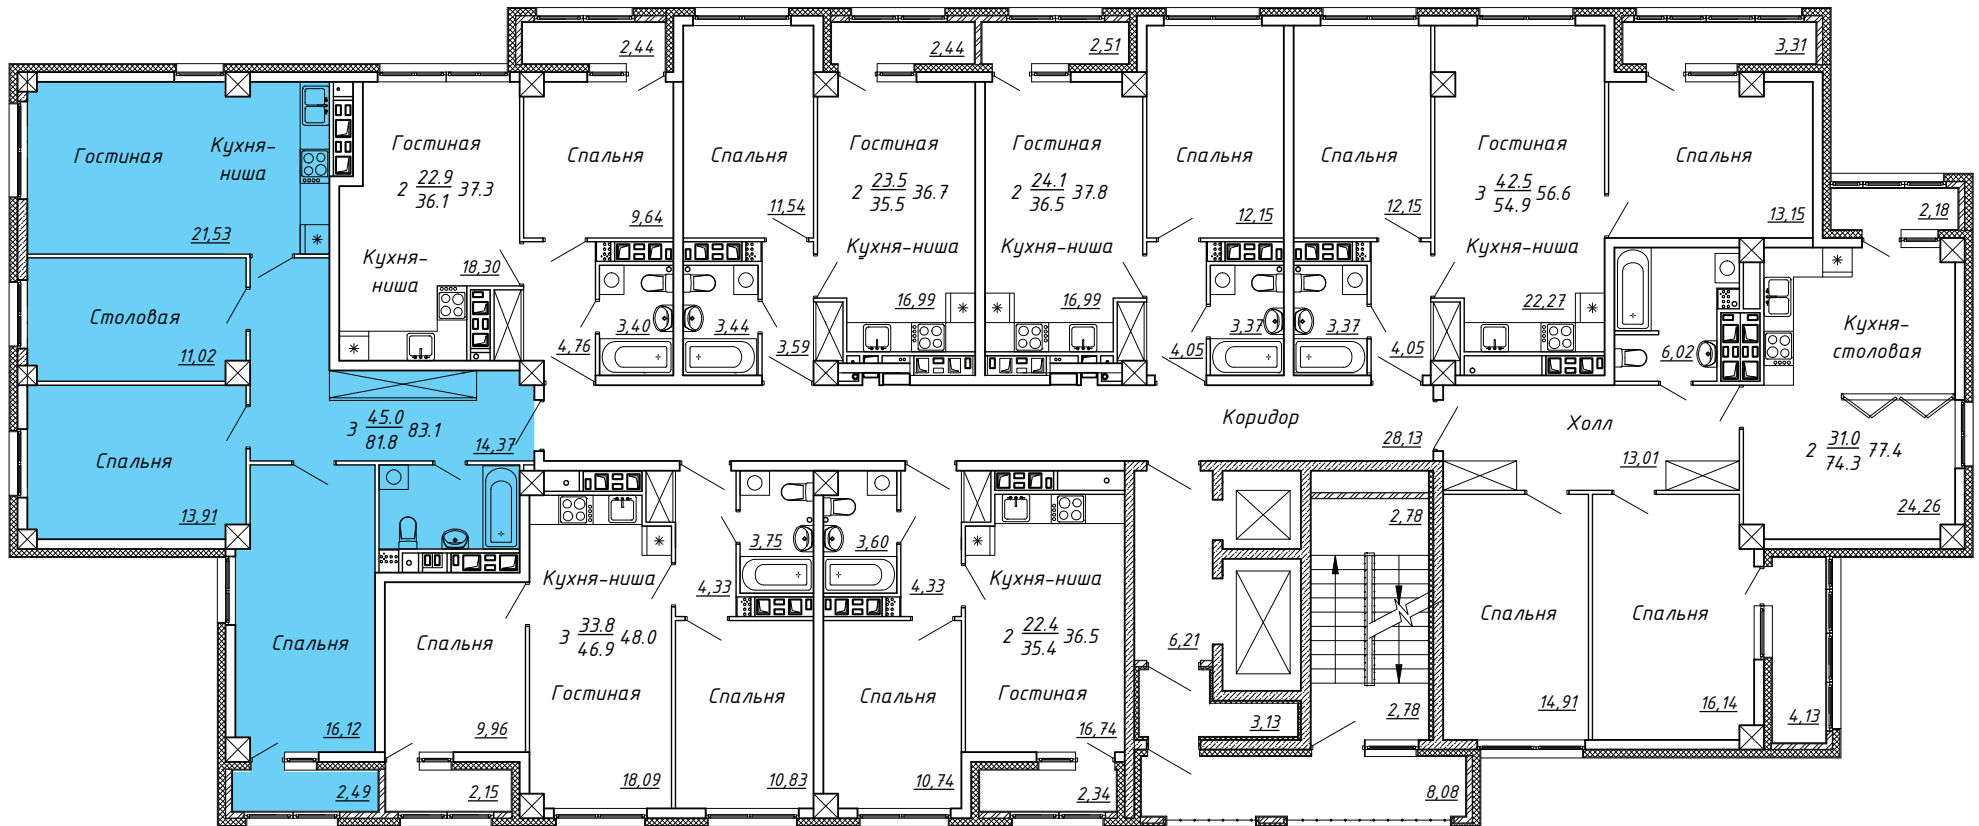 2,44
2,44
2,51
3,31
Гостиная
Кухня-
ниша
21,53
Гостиная
2 22.9 37.3
36.1
Кухня-
ниша
18,30
Спальня
9,64
Спальня
11,54
Гостиная
2 23.5 36.7
35.5
Кухня-ниша
16,99
Гостиная
2 24.1 37.8
36.5
Кухня-ниша
16,99
Спальня
12,15
Спальня
12,15
Гостиная
3 42.5 56.6
54.9
Кухня-ниша
22,27
Спальня
13,15
2,18
Столовая
11,02
3,40
4,76
3,44
3,59
3,37
4,05
3,37
4,05
6,02
Кухня-
столовая
Спальня
13,91
3 45.0 83.1
81.8
14,37
Коридор
28,13
Холл
13,01
2 31.0 77.4
74.3
24,26
Спальня
16,12
2,49
Спальня
9,96
2,15
Кухня-ниша
3 33.8 48.0
46.9
Гостиная
18,09
3,75
4,33
Спальня
10,83
3,60
4,33
Спальня
10,74
Кухня-ниша
2 22.4 36.5
35.4
Гостиная
16,74
2,34
6,21
3,13
2,78
2,78
8,08
Спальня
14,91
Спальня
16,14
4,13